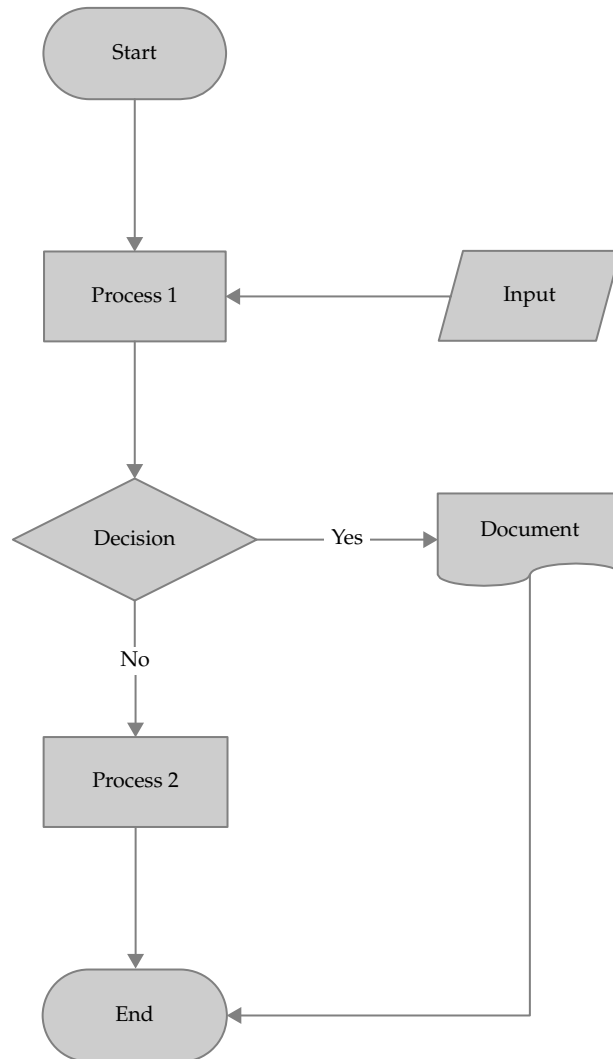 Start
Process 1
Input
Decision
Yes
Document
No
Process 2
End